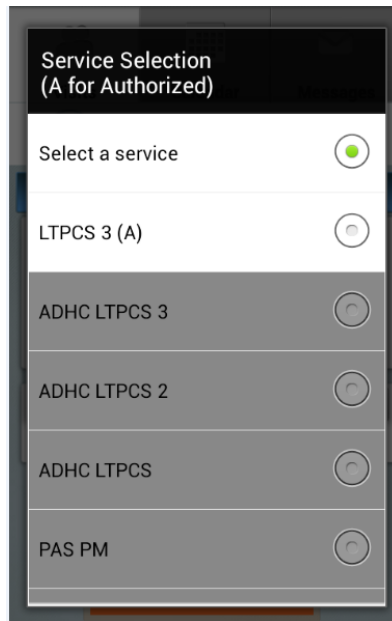 Service Selection
(A for Authorized)
Select a service
LTPCS 3 (A)
ADHC LTPCS 3
ADHC LTPCS 2
ADHC LTPCS
PAS PM